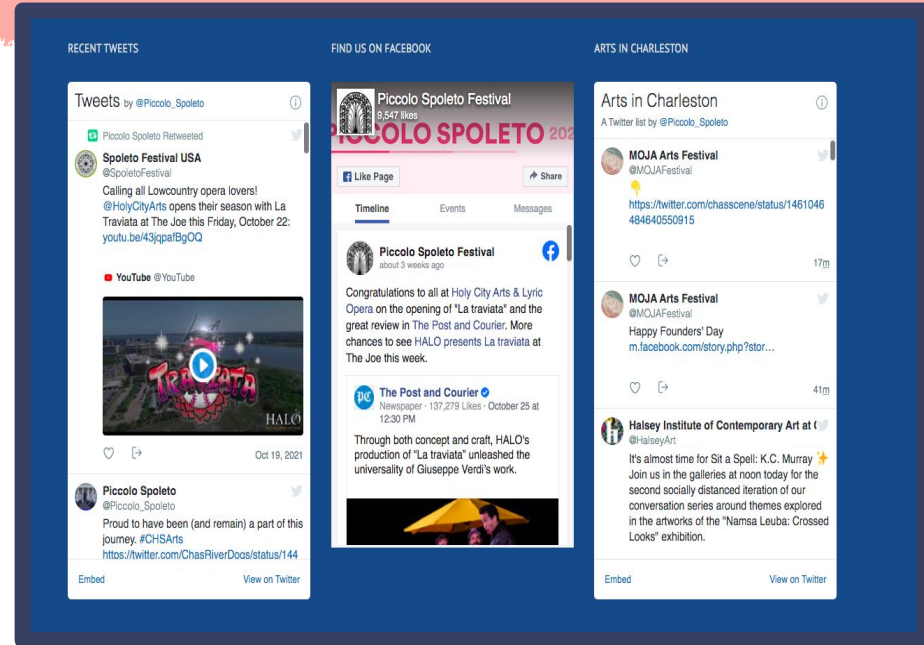 RECENT TWEETS
Tweets by @Piccolo_Spoleto
Piccolo Spoleto Retweeted
Spoleto Festival USA
@SpoletoFestival
Calling all Lowcountry opera lovers!
@HolyCityArts opens their season with La
Traviata at The Joe this Friday, October 22:
youtu.be/43jqpafBgOQ
YouTube @YouTube
LA
TRAVIATA
HALO
Oct 19, 2021
Piccolo Spoleto
@Piccolo_Spoleto
Proud to have been (and remain) a part of this
journey. #CHSArts
https://twitter.com/ChasRiverDogs/status/144
Embed
View on Twitter
FIND US ON FACEBOOK
Piccolo Spoleto Festival
9,547 likes
PICCOLO SPOLETO 202
Like Page
Share
Timeline
Events
Messages
Piccolo Spoleto Festival
about 3 weeks ago
Congratulations to all at Holy City Arts & Lyric
Opera on the opening of "La traviata" and the
great review in The Post and Courier. More
chances to see HALO presents La traviata at
The Joe this week.
PC
The Post and Courier
Newspaper · 137,279 Likes · October 25 at
12:30 PM
Through both concept and craft, HALO's
production of "La traviata" unleashed the
universality of Giuseppe Verdi's work.
ARTS IN CHARLESTON
Arts in Charleston
A Twitter list by @Piccolo_Spoleto
MOJA Arts Festival
@MOJAFestival
👇
https://twitter.com/chasscene/status/1461046
484640550915
17m
MOJA Arts Festival
@MOJAFestival
Happy Founders' Day
m.facebook.com/story.php?stor…
41m
Halsey Institute of Contemporary Art at
@HalseyArt
It's almost time for Sit a Spell: K.C. Murray ✨
Join us in the galleries at noon today for the
second socially distanced iteration of our
conversation series around themes explored
in the artworks of the "Namsa Leuba: Crossed
Looks" exhibition.
Embed
View on Twitter